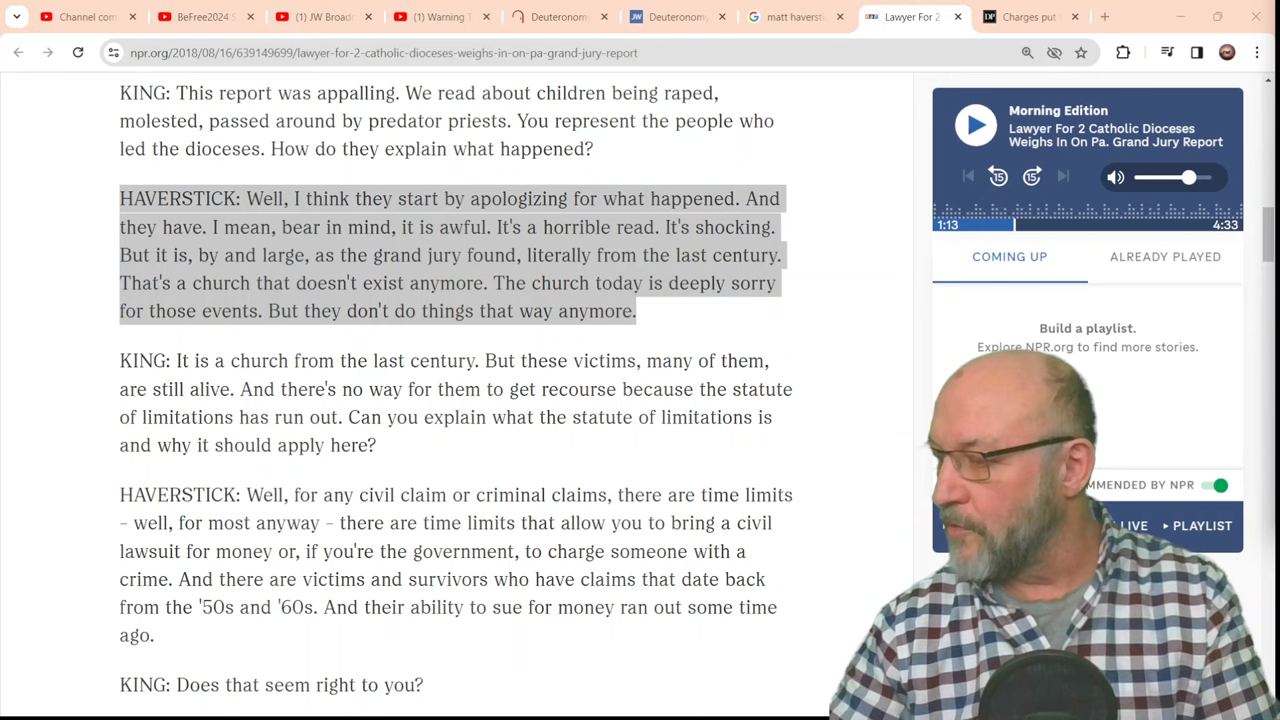 Channel com
BeFree2024 S
(1) JW Broad
(1) Warning T
Deuteronom
Deuteronom
matt haversti
Lawyer For 2
Charges put
npr.org/2018/08/16/639149699/lawyer-for-2-catholic-dioceses-weighs-in-on-pa-grand-jury-report
KING: This report was appalling. We read about children being raped,
molested, passed around by predator priests. You represent the people who
led the dioceses. How do they explain what happened?
HAVERSTICK: Well, I think they start by apologizing for what happened. And
they have. I mean, bear in mind, it is awful. It's a horrible read. It's shocking.
But it is, by and large, as the grand jury found, literally from the last century.
That's a church that doesn't exist anymore. The church today is deeply sorry
for those events. But they don't do things that way anymore.
KING: It is a church from the last century. But these victims, many of them,
are still alive. And there's no way for them to get recourse because the statute
of limitations has run out. Can you explain what the statute of limitations is
and why it should apply here?
HAVERSTICK: Well, for any civil claim or criminal claims, there are time limits
– well, for most anyway – there are time limits that allow you to bring a civil
lawsuit for money or, if you're the government, to charge someone with a
crime. And there are victims and survivors who have claims that date back
from the '50s and '60s. And their ability to sue for money ran out some time
ago.
KING: Does that seem right to you?
Morning Edition
Lawyer For 2 Catholic Dioceses
Weighs In On Pa. Grand Jury Report
15
15
1:13
4:33
COMING UP
ALREADY PLAYED
Build a playlist.
Explore NPR.org to find more stories.
MMENDED BY NPR
LIVE
PLAYLIST